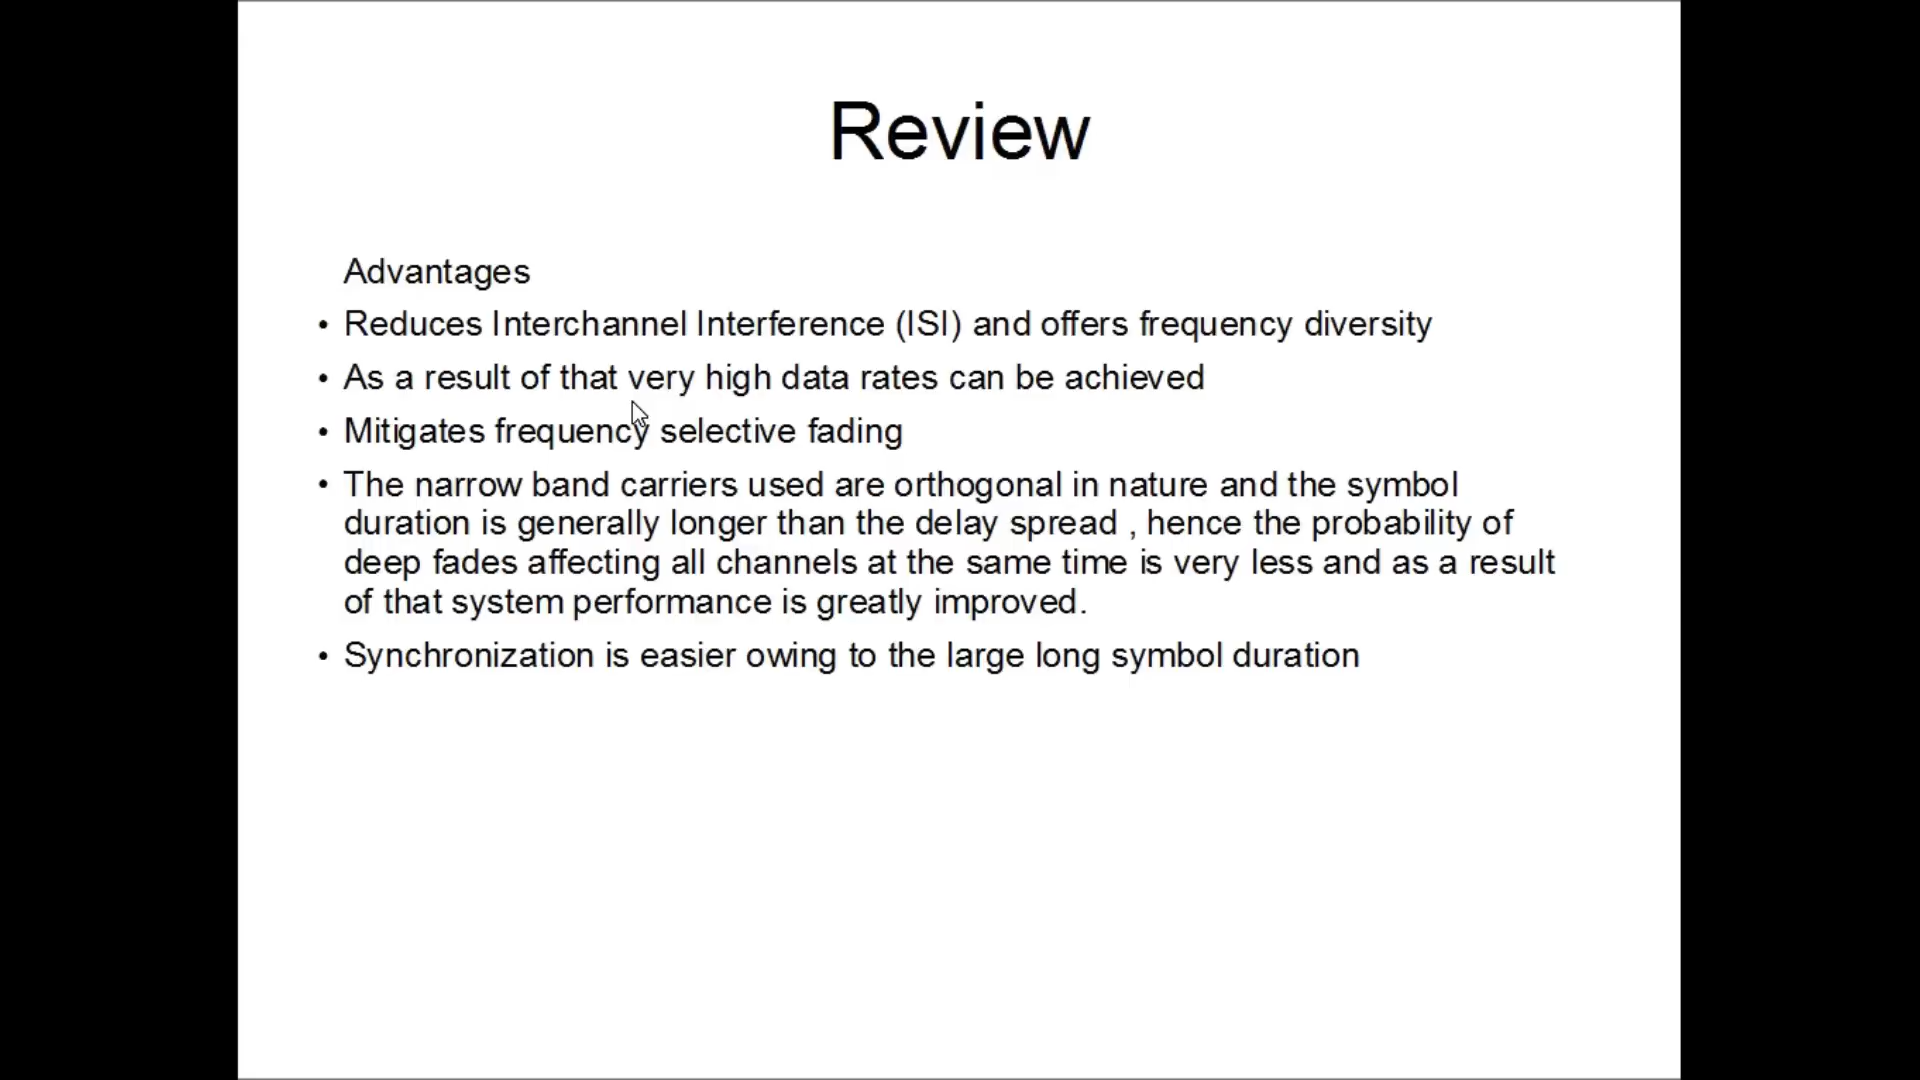 Review
Advantages
• Reduces Interchannel Interference (ISI) and offers frequency diversity
• As a result of that very high data rates can be achieved
• Mitigates frequency selective fading
• The narrow band carriers used are orthogonal in nature and the symbol
duration is generally longer than the delay spread , hence the probability of
deep fades affecting all channels at the same time is very less and as a result
of that system performance is greatly improved.
• Synchronization is easier owing to the large long symbol duration